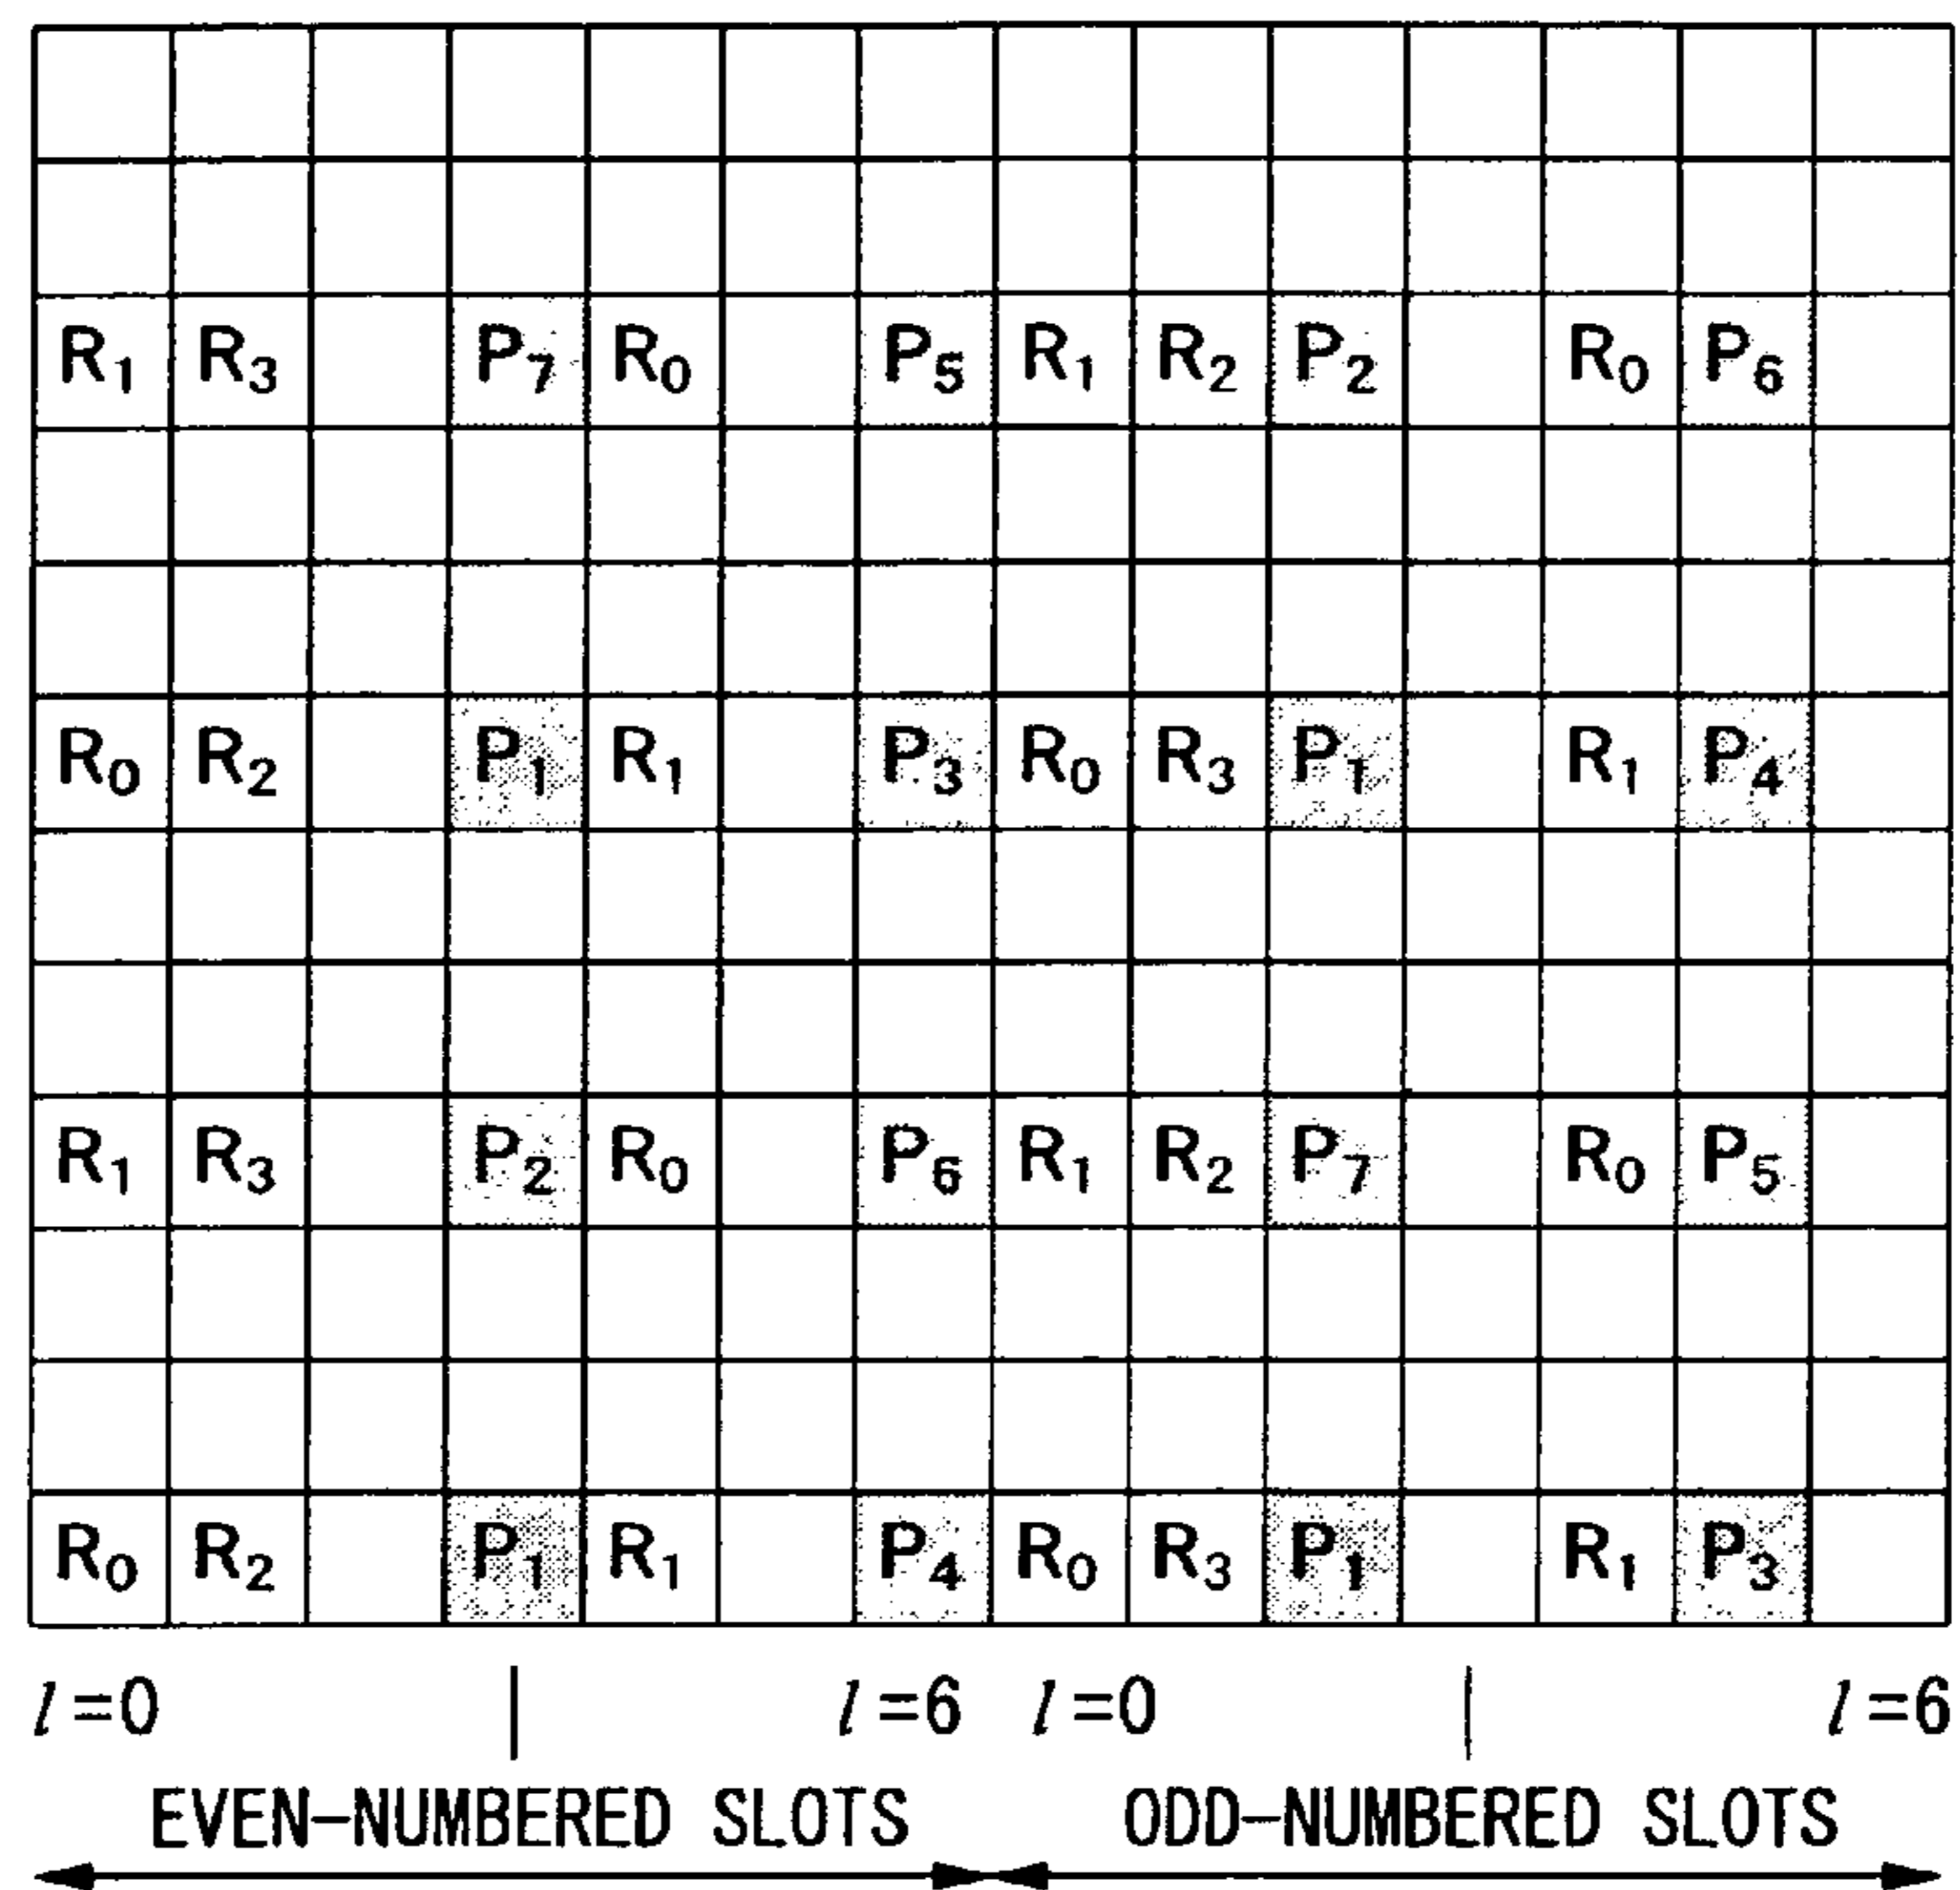 R₁ R₃ P₇ R₀ P₅ R₁ R₂ P₂ R₀ P₆
R₀ R₂ P₁ R₁ P₃ R₀ R₃ P₁ R₁ P₄
R₁ R₃ P₂ R₀ P₆ R₁ R₂ P₇ R₀ P₅
R₀ R₂ P₁ R₁ P₄ R₀ R₃ P₁ R₁ P₃
l=0 | l=6 l=0 | l=6
EVEN-NUMBERED SLOTS ODD-NUMBERED SLOTS